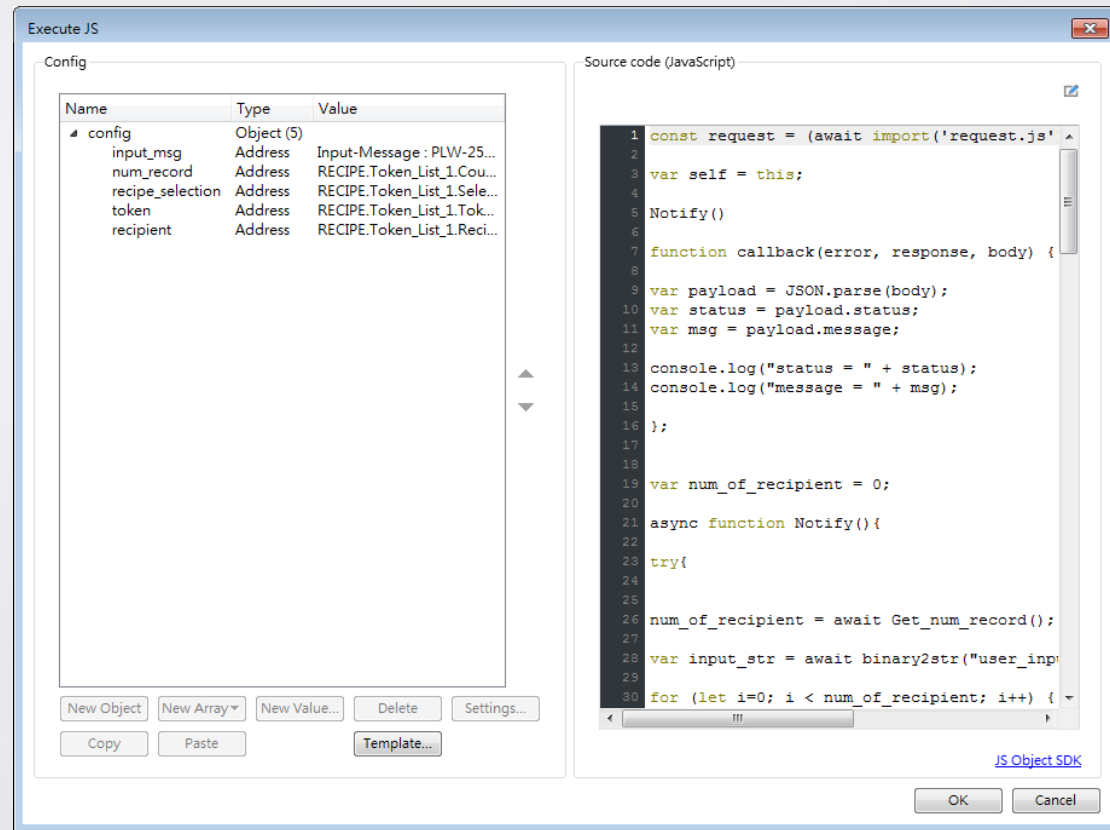 Execute JS
Config
Name Type Value
config Object (5)
input_msg Address Input-Message : PLW-25...
num_record Address RECIPE.Token_List_1.Cou...
recipe_selection Address RECIPE.Token_List_1.Sele...
token Address RECIPE.Token_List_1.Tok...
recipient Address RECIPE.Token_List_1.Reci...
New Object New Array New Value... Delete Settings...
Copy Paste Template...
Source code (JavaScript)
1 const request = (await import('request.js'
2
3 var self = this;
4
5 Notify()
6
7 function callback(error, response, body) {
8
9 var payload = JSON.parse(body);
10 var status = payload.status;
11 var msg = payload.message;
12
13 console.log("status = " + status);
14 console.log("message = " + msg);
15
16 };
17
18
19 var num_of_recipient = 0;
20
21 async function Notify(){
22
23 try{
24
25
26 num_of_recipient = await Get_num_record();
27
28 var input_str = await binary2str("user_inp
29
30 for (let i=0; i < num_of_recipient; i++) {
JS Object SDK
OK Cancel